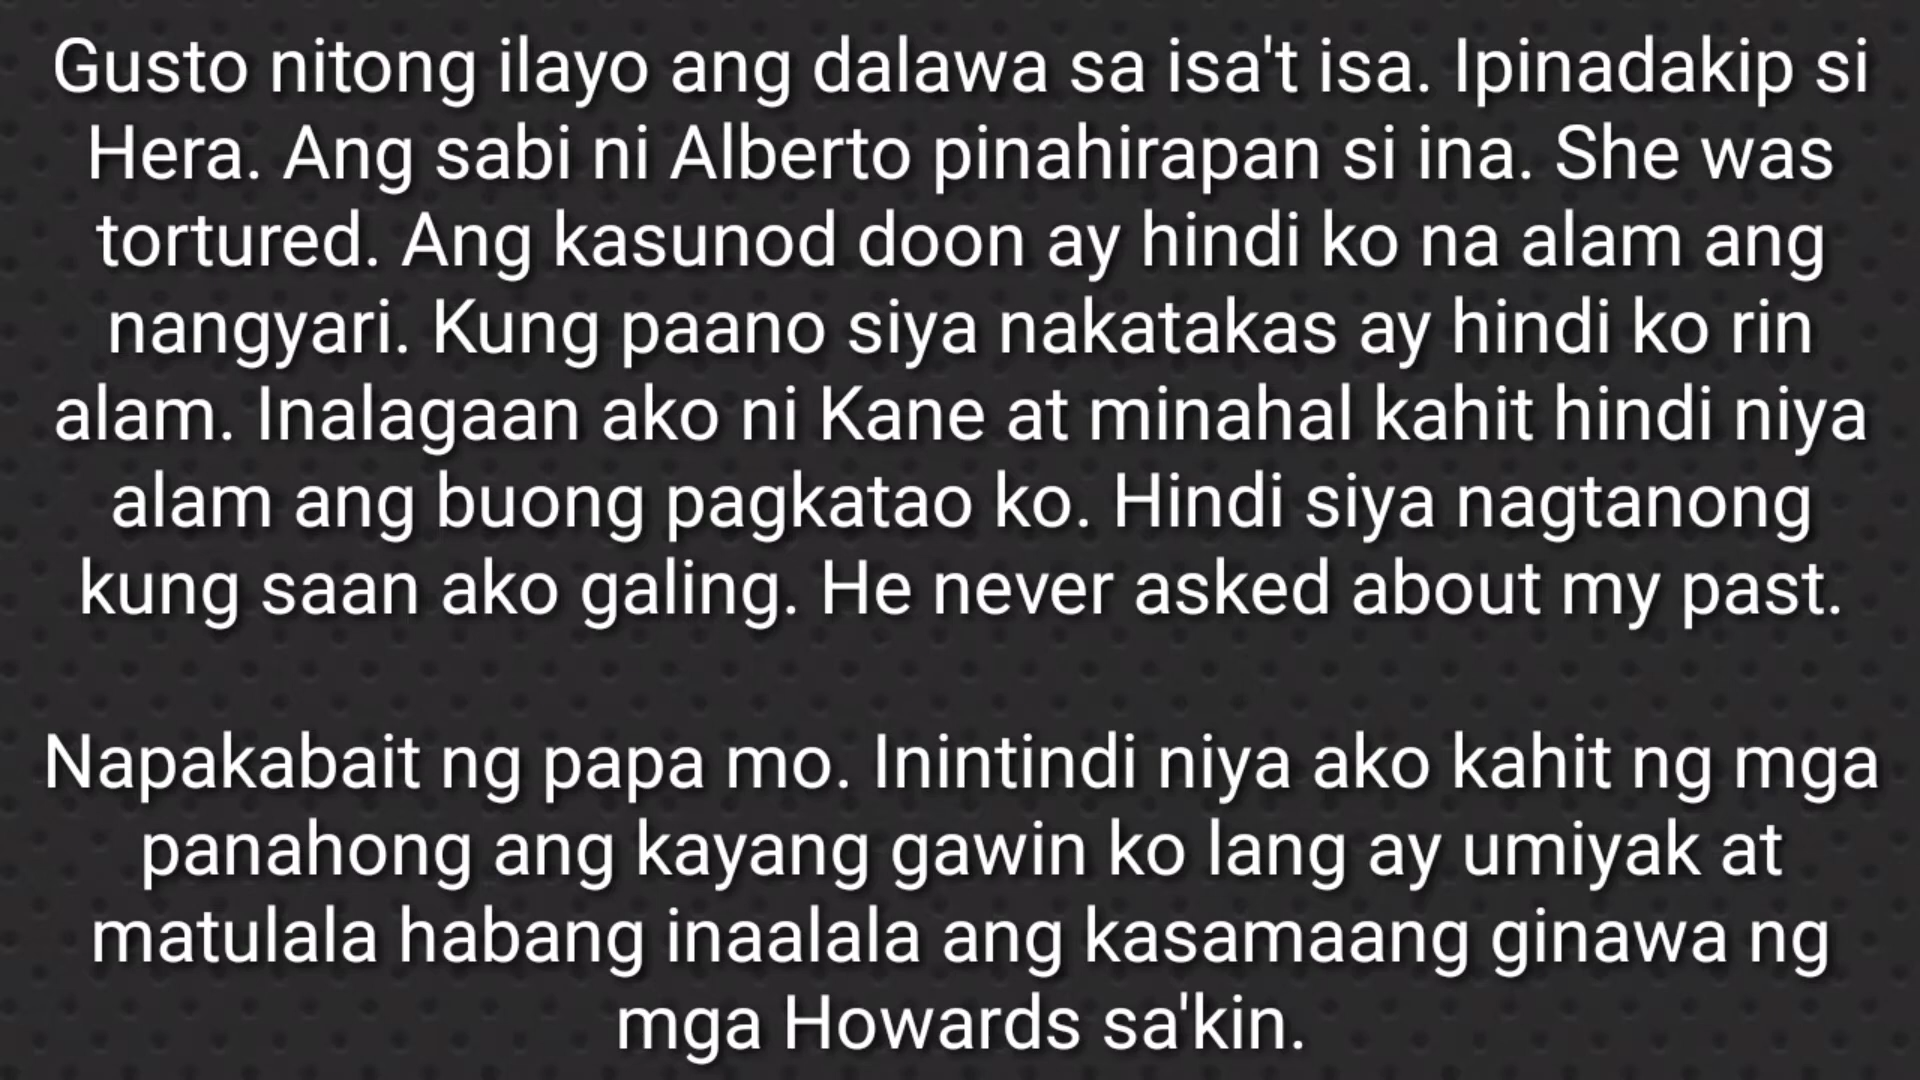 Gusto nitong ilayo ang dalawa sa isa't isa. Ipinadakip si
Hera. Ang sabi ni Alberto pinahirapan si ina. She was
tortured. Ang kasunod doon ay hindi ko na alam ang
nangyari. Kung paano siya nakatakas ay hindi ko rin
alam. Inalagaan ako ni Kane at minahal kahit hindi niya
alam ang buong pagkatao ko. Hindi siya nagtanong
kung saan ako galing. He never asked about my past.

Napakabait ng papa mo. Inintindi niya ako kahit ng mga
panahong ang kayang gawin ko lang ay umiyak at
matulala habang inaalala ang kasamaang ginawa ng
mga Howards sa'kin.